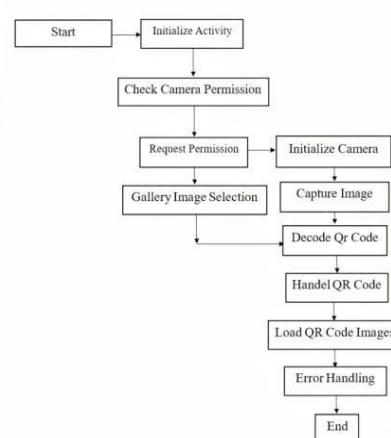 Start
Initialize Activity
Check Camera Permission
Request Permission
Initialize Camera
Gallery Image Selection
Capture Image
Decode Qr Code
Handel QR Code
Load QR Code Images
Error Handling
End